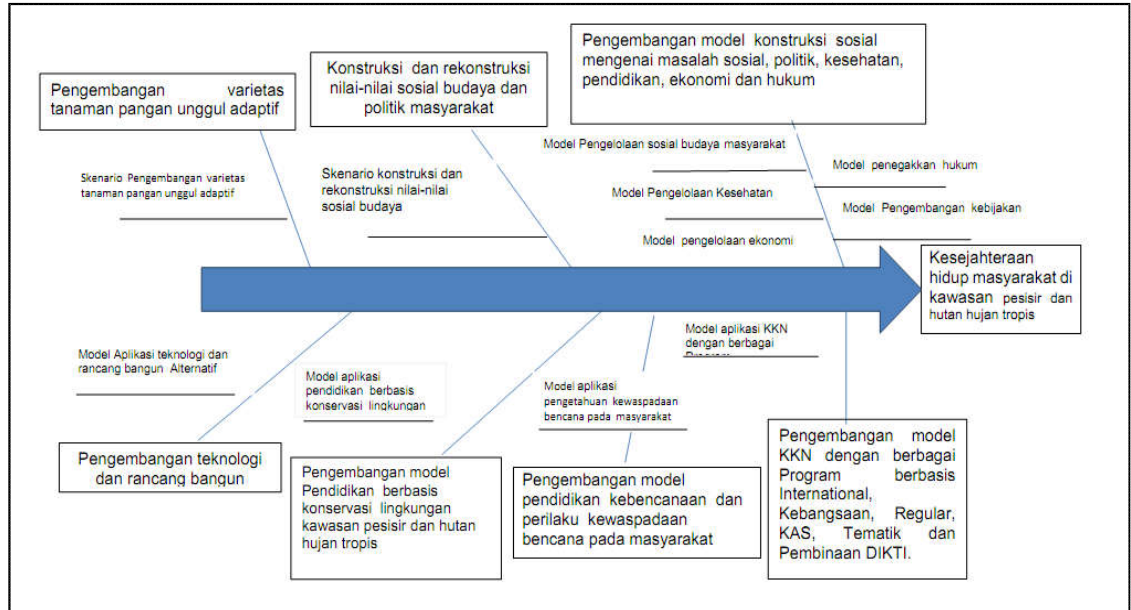 Pengembangan varietas
tanaman pangan unggul adaptif
Konstruksi dan rekonstruksi
nilai-nilai sosial budaya dan
politik masyarakat
Pengembangan model konstruksi sosial
mengenai masalah sosial, politik, kesehatan,
pendidikan, ekonomi dan hukum
Skenario Pengembangan varietas
tanaman pangan unggul adaptif
Skenario konstruksi dan
rekonstruksi nilai-nilai
sosial budaya
Model Pengelolaan sosial budaya masyarakat
Model penegakkan hukum
Model Pengelolaan Kesehatan
Model Pengembangan kebijakan
Model pengelolaan ekonomi
Kesejahteraan
hidup masyarakat di
kawasan pesisir dan
hutan hujan tropis
Model Aplikasi teknologi dan
rancang bangun Alternatif
Model aplikasi
pendidikan berbasis
konservasi lingkungan
Model aplikasi
pengetahuan kewaspadaan
bencana pada masyarakat
Model aplikasi KKN
dengan berbagai
Program
Pengembangan teknologi
dan rancang bangun
Pengembangan model
Pendidikan berbasis
konservasi lingkungan
kawasan pesisir dan hutan
hujan tropis
Pengembangan model
pendidikan kebencanaan dan
perilaku kewaspadaan
bencana pada masyarakat
Pengembangan model
KKN dengan berbagai
Program berbasis
International,
Kebangsaan, Regular,
KAS, Tematik dan
Pembinaan DIKTI.